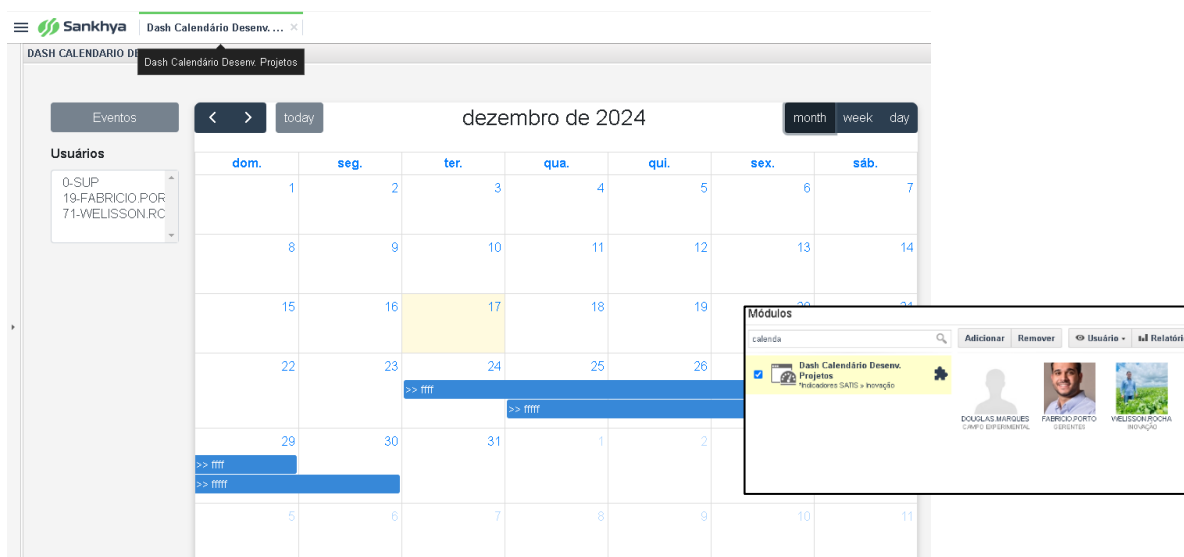 Sankhya
Dash Calendário Desenv. ... ×
DASH CALENDARIO DE
Dash Calendário Desenv. Projetos
Eventos
today
dezembro de 2024
month week day
Usuários
0-SUP
19-FABRICIO.POR
71-WELISSON.RC
dom. seg. ter. qua. qui. sex. sáb.
1 2 3 4 5 6 7
8 9 10 11 12 13 14
15 16 17 18 19
22 23 24 25 26
>> ffff
>> fffff
29 30 31 1 2
>> ffff
>> fffff
5 6 7 8 9 10 11
Módulos
calenda
Adicionar Remover Usuário Relatóri
Dash Calendário Desenv.
Projetos
*Indicadores SATIS » Inovação
DOUGLAS.MARQUES FABRICIO.PORTO WELISSON.ROCHA
CAMPO EXPERIMENTAL GERENTES INOVAÇÃO